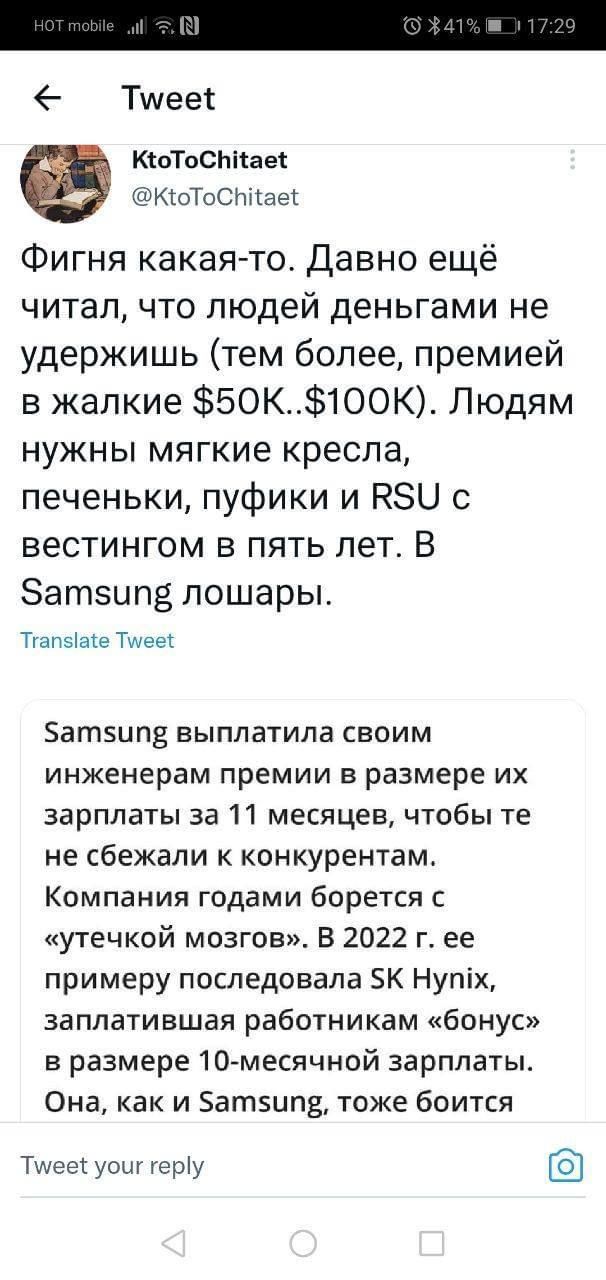 HOT mobile 41% 17:29
Tweet
KtoToChitaet
@KtoToChitaet
Фигня какая-то. Давно ещё
читал, что людей деньгами не
удержишь (тем более, премией
в жалкие $50K..$100K). Людям
нужны мягкие кресла,
печеньки, пуфики и RSU с
вестингом в пять лет. В
Samsung лошары.
Translate Tweet
Samsung выплатила своим
инженерам премии в размере их
зарплаты за 11 месяцев, чтобы те
не сбежали к конкурентам.
Компания годами борется с
«утечкой мозгов». В 2022 г. ее
примеру последовала SK Hynix,
заплатившая работникам «бонус»
в размере 10-месячной зарплаты.
Она, как и Samsung, тоже боится
Tweet your reply